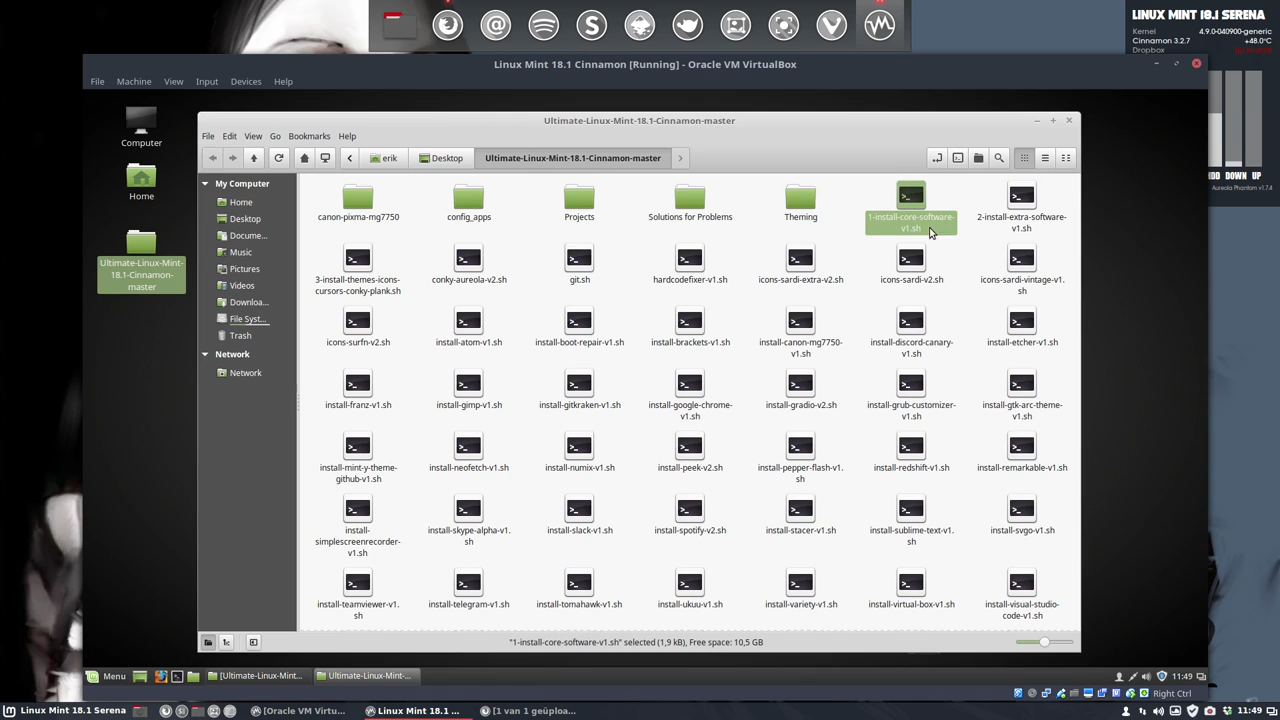 LINUX MINT 18.1 SERENA
Kernel 4.9.0-040900-generic
Cinnamon 3.2.7 +48.0°C
Dropbox
Linux Mint 18.1 Cinnamon [Running] - Oracle VM VirtualBox
File Machine View Input Devices Help
Computer
Home
Ultimate-Linux-Mint-
18.1-Cinnamon-
master
Ultimate-Linux-Mint-18.1-Cinnamon-master
File Edit View Go Bookmarks Help
erik Desktop Ultimate-Linux-Mint-18.1-Cinnamon-master
My Computer
Home
Desktop
Docume...
Music
Pictures
Videos
Downloa...
File Syst...
Trash
Network
Network
canon-pixma-mg7750
config_apps
Projects
Solutions for Problems
Theming
1-install-core-software-
v1.sh
2-install-extra-software-
v1.sh
3-install-themes-icons-
cursors-conky-plank.sh
conky-aureola-v2.sh
git.sh
hardcodefixer-v1.sh
icons-sardi-extra-v2.sh
icons-sardi-v2.sh
icons-sardi-vintage-v1.
sh
icons-surfn-v2.sh
install-atom-v1.sh
install-boot-repair-v1.sh
install-brackets-v1.sh
install-canon-mg7750-
v1.sh
install-discord-canary-
v1.sh
install-etcher-v1.sh
install-franz-v1.sh
install-gimp-v1.sh
install-gitkraken-v1.sh
install-google-chrome-
v1.sh
install-gradio-v2.sh
install-grub-customizer-
v1.sh
install-gtk-arc-theme-
v1.sh
install-mint-y-theme-
github-v1.sh
install-neofetch-v1.sh
install-numix-v1.sh
install-peek-v2.sh
install-pepper-flash-v1.
sh
install-redshift-v1.sh
install-remarkable-v1.sh
install-
simplescreenrecorder-
v1.sh
install-skype-alpha-v1.
sh
install-slack-v1.sh
install-spotify-v2.sh
install-stacer-v1.sh
install-sublime-text-v1.
sh
install-svgo-v1.sh
install-teamviewer-v1.
sh
install-telegram-v1.sh
install-tomahawk-v1.sh
install-ukuu-v1.sh
install-variety-v1.sh
install-virtual-box-v1.sh
install-visual-studio-
code-v1.sh
"1-install-core-software-v1.sh" selected (1,9 kB), Free space: 10,5 GB
HDD DOWN UP
Aureola Phantom v1.7.4
Menu [Ultimate-Linux-Mint... Ultimate-Linux-Mint-... 11:49
Right Ctrl
Linux Mint 18.1 Serena [Oracle VM Virtu... Linux Mint 18.1 ... [1 van 1 geüploa... 11:49